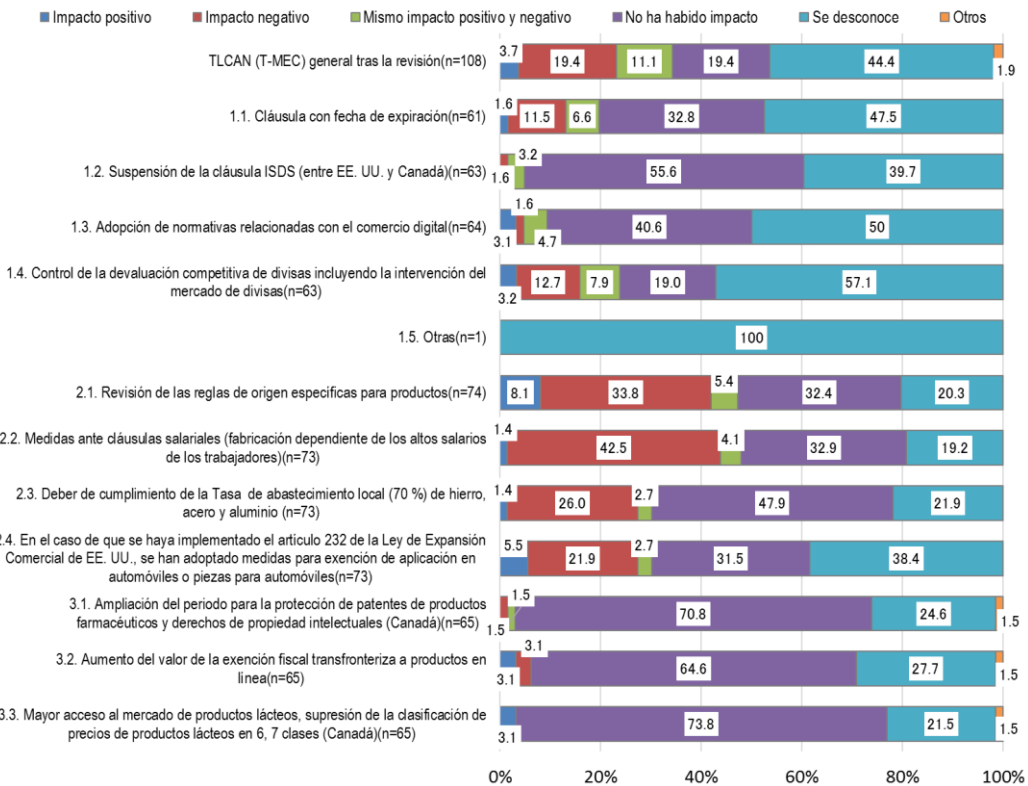 Impacto positivo Impacto negativo Mismo impacto positivo y negativo No ha habido impacto Se desconoce Otros
TLCAN (T-MEC) general tras la revisión(n=108)
3.7 19.4 11.1 19.4 44.4 1.9
1.1. Cláusula con fecha de expiración(n=61)
1.6 11.5 6.6 32.8 47.5
1.2. Suspensión de la cláusula ISDS (entre EE. UU. y Canadá)(n=63)
1.6 3.2 55.6 39.7
1.3. Adopción de normativas relacionadas con el comercio digital(n=64)
3.1 1.6 4.7 40.6 50
1.4. Control de la devaluación competitiva de divisas incluyendo la intervención del
mercado de divisas(n=63)
3.2 12.7 7.9 19.0 57.1
1.5. Otras(n=1)
100
2.1. Revisión de las reglas de origen específicas para productos(n=74)
8.1 33.8 5.4 32.4 20.3
2.2. Medidas ante cláusulas salariales (fabricación dependiente de los altos salarios
de los trabajadores)(n=73)
1.4 42.5 4.1 32.9 19.2
2.3. Deber de cumplimiento de la Tasa de abastecimiento local (70 %) de hierro,
acero y aluminio (n=73)
1.4 26.0 2.7 47.9 21.9
2.4. En el caso de que se haya implementado el artículo 232 de la Ley de Expansión
Comercial de EE. UU., se han adoptado medidas para exención de aplicación en
automóviles o piezas para automóviles(n=73)
5.5 21.9 2.7 31.5 38.4
3.1. Ampliación del periodo para la protección de patentes de productos
farmacéuticos y derechos de propiedad intelectuales (Canadá)(n=65)
1.5 1.5 70.8 24.6 1.5
3.2. Aumento del valor de la exención fiscal transfronteriza a productos en
línea(n=65)
3.1 3.1 64.6 27.7 1.5
3.3. Mayor acceso al mercado de productos lácteos, supresión de la clasificación de
precios de productos lácteos en 6, 7 clases (Canadá)(n=65)
3.1 73.8 21.5 1.5
0% 20% 40% 60% 80% 100%